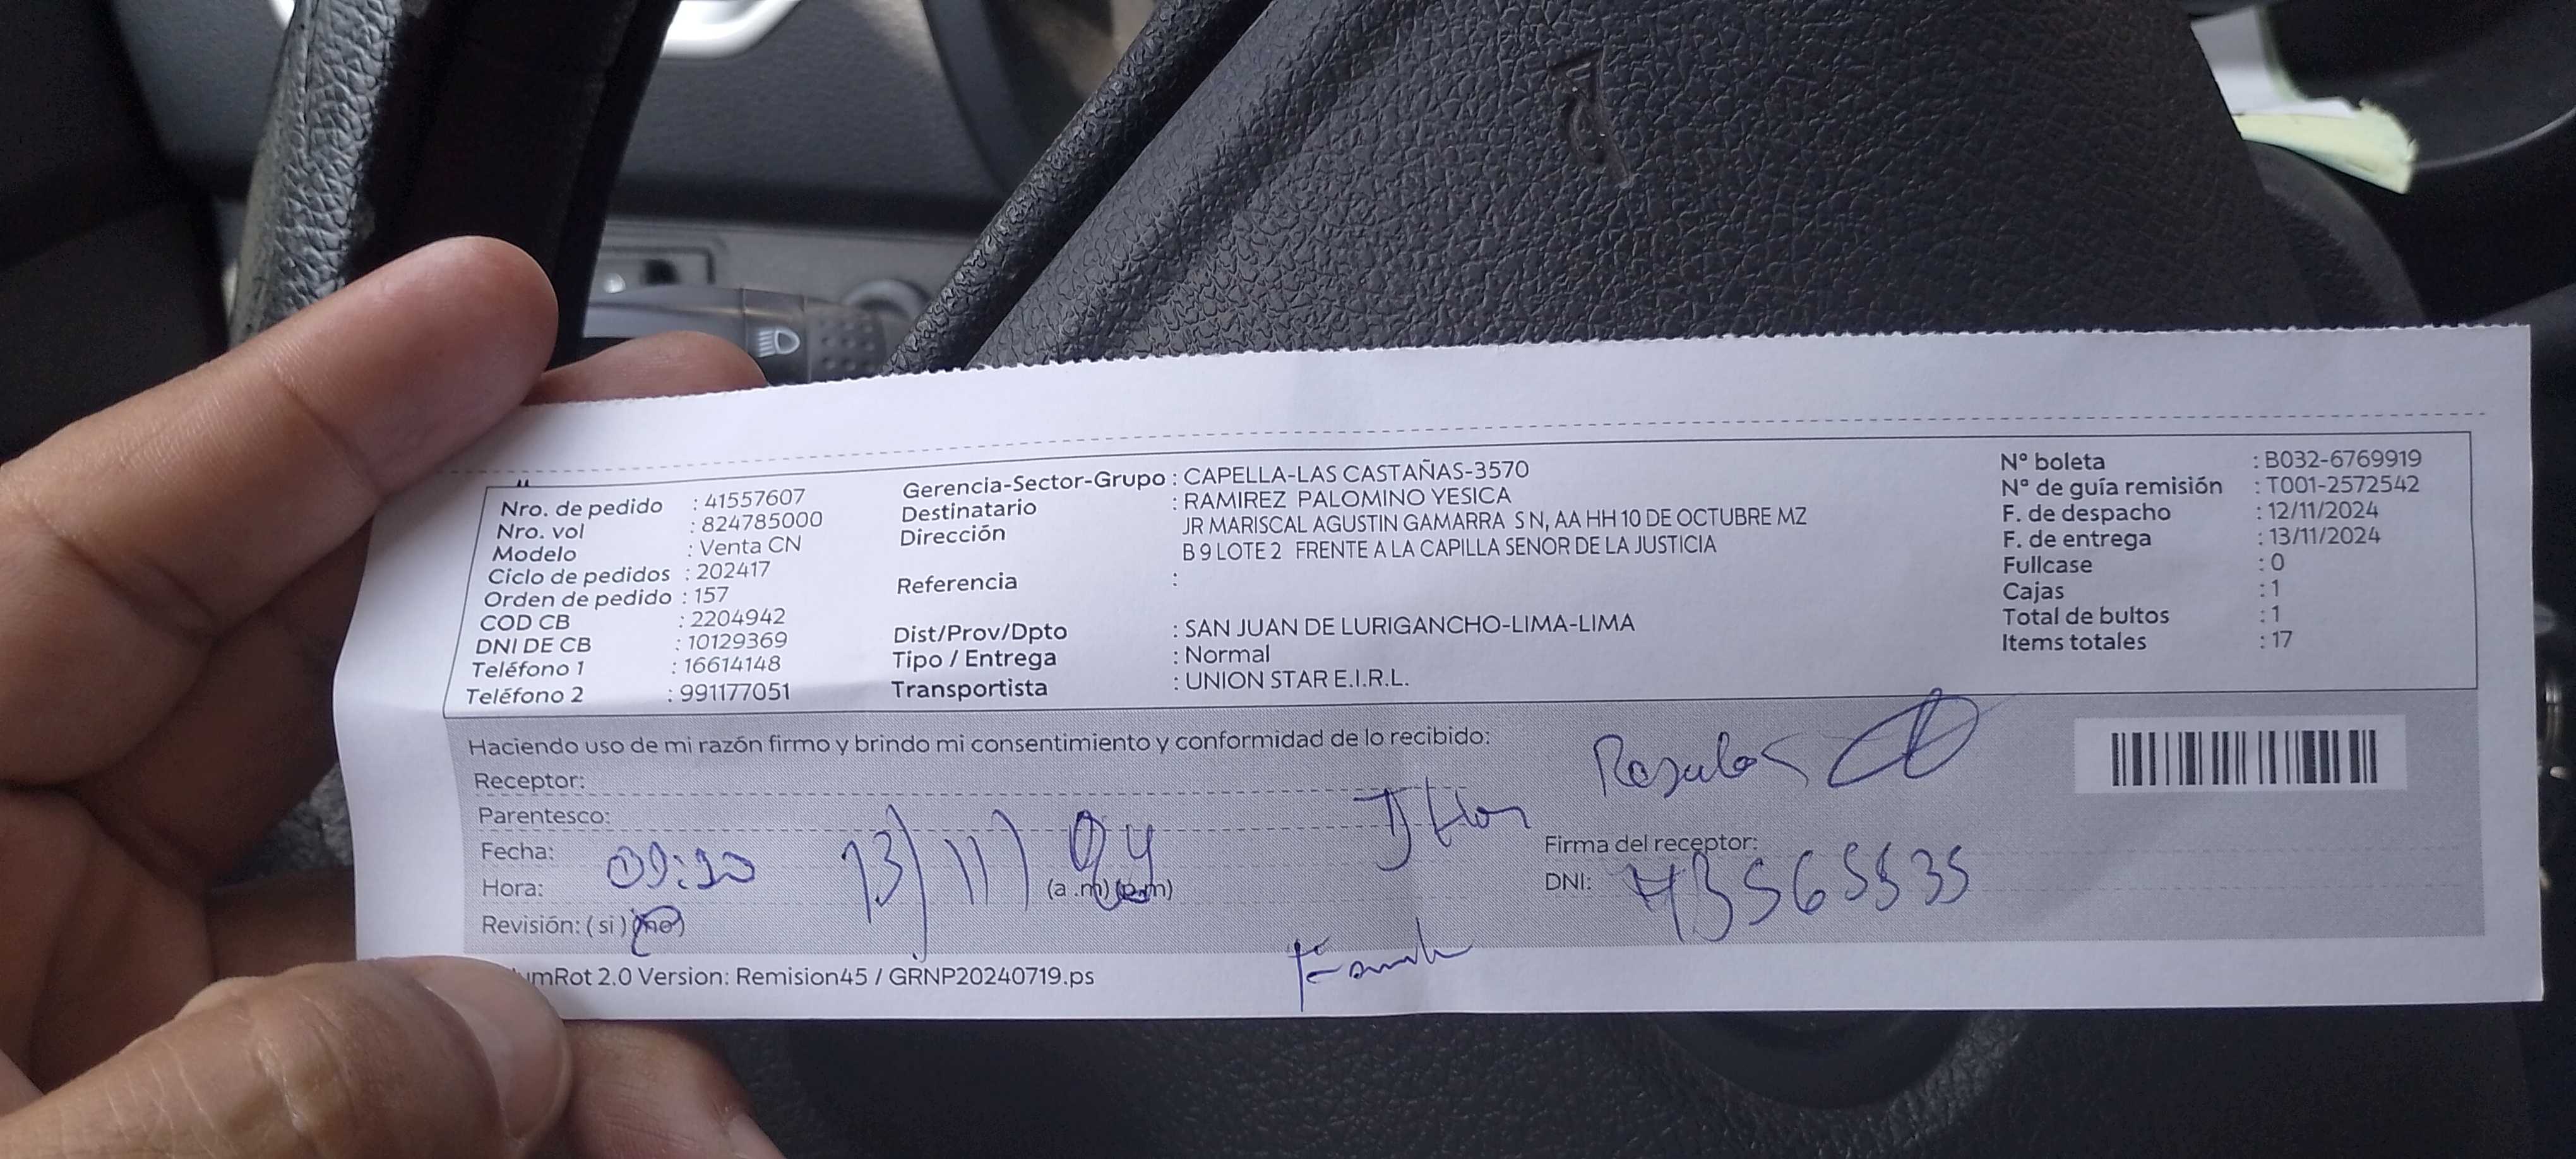 Nro. de pedido : 41557607
Nro. vol : 824785000
Modelo : Venta CN
Ciclo de pedidos : 202417
Orden de pedido : 157
COD CB : 2204942
DNI DE CB : 10129369
Teléfono 1 : 16614148
Teléfono 2 : 991177051
Gerencia-Sector-Grupo : CAPELLA-LAS CASTAÑAS-3570
Destinatario : RAMIREZ PALOMINO YESICA
Dirección JR MARISCAL AGUSTIN GAMARRA S N, AA HH 10 DE OCTUBRE MZ
B 9 LOTE 2 FRENTE A LA CAPILLA SENOR DE LA JUSTICIA
Referencia :
Dist/Prov/Dpto : SAN JUAN DE LURIGANCHO-LIMA-LIMA
Tipo / Entrega : Normal
Transportista : UNION STAR E.I.R.L.
N° boleta : B032-6769919
N° de guía remisión : T001-2572542
F. de despacho : 12/11/2024
F. de entrega : 13/11/2024
Fullcase : 0
Cajas : 1
Total de bultos : 1
Items totales : 17
Haciendo uso de mi razón firmo y brindo mi consentimiento y conformidad de lo recibido:
Receptor:
Parentesco:
Fecha: 13/11/
Hora: (a .m) (p.m)
Revisión: ( si ) (no)
Firma del receptor:
DNI:
mRot 2.0 Version: Remision45 / GRNP20240719.ps